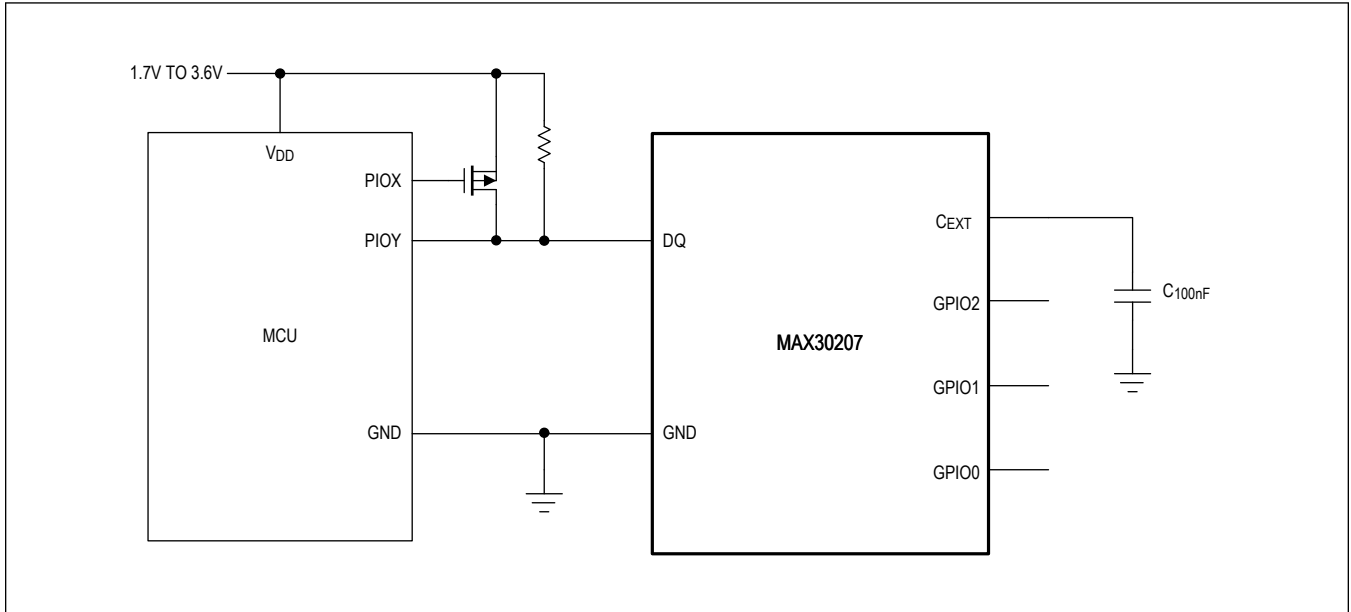 1.7V TO 3.6V
VDD
PIOX
PIOY
MCU
GND
DQ
GND
MAX30207
CEXT
GPIO2
GPIO1
GPIO0
C100nF